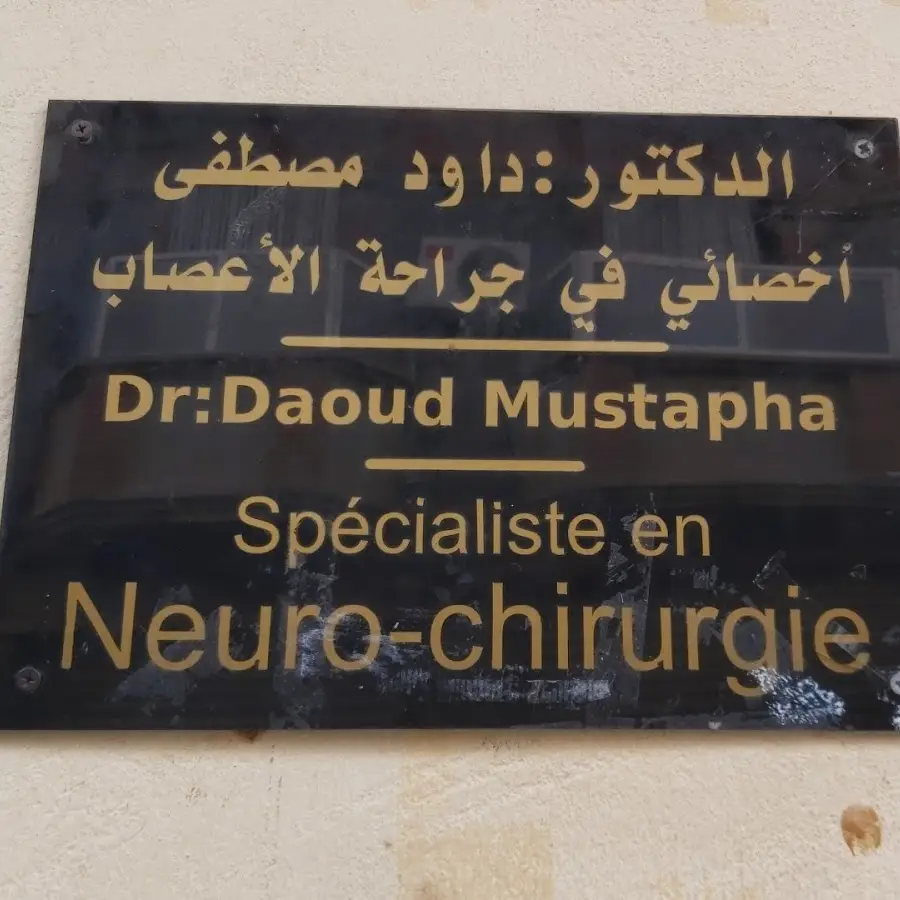 الدكتور:داود مصطفى
أخصائي في جراحة الأعصاب
Dr:Daoud Mustapha
Spécialiste en
Neuro-chirurgie